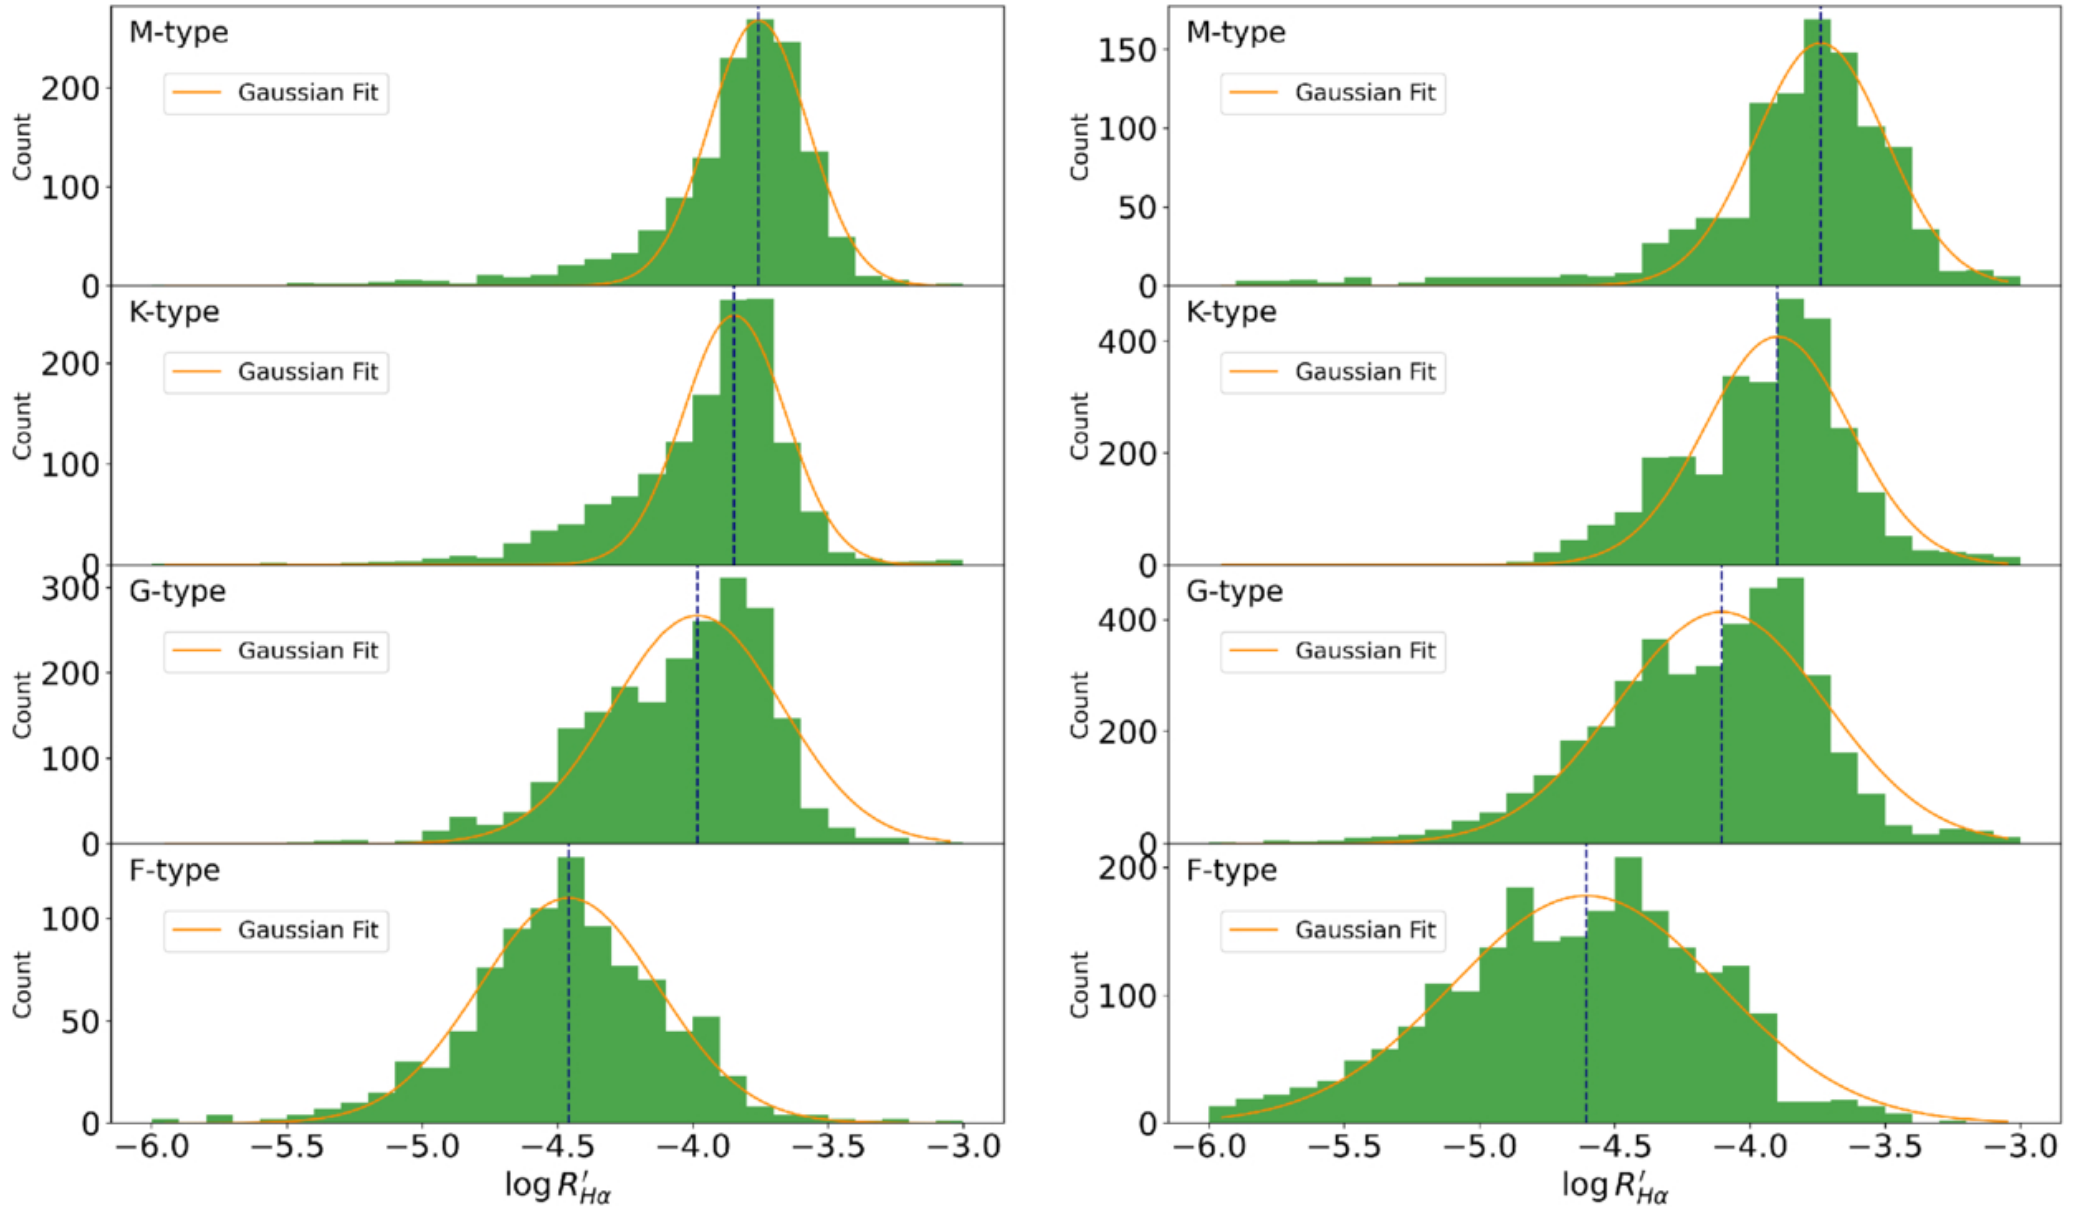 M-type
Gaussian Fit
Count
200
100
0
K-type
Gaussian Fit
Count
200
100
0
G-type
Gaussian Fit
Count
300
200
100
0
F-type
Gaussian Fit
Count
100
50
0
−6.0 −5.5 −5.0 −4.5 −4.0 −3.5 −3.0
log R′Hα
M-type
Gaussian Fit
Count
150
100
50
0
K-type
Gaussian Fit
Count
400
200
0
G-type
Gaussian Fit
Count
400
200
0
F-type
Gaussian Fit
Count
200
100
0
−6.0 −5.5 −5.0 −4.5 −4.0 −3.5 −3.0
log R′Hα